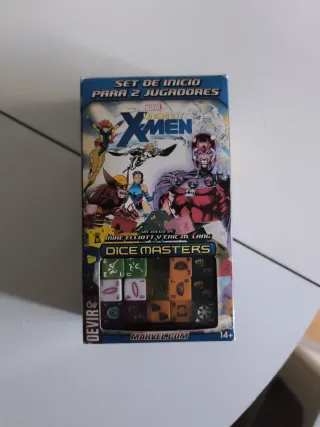 SET DE INICIO
PARA 2 JUGADORES
MARVEL
X-MEN
UN JUEGO DE
MIKE ELLIOTT Y ERIC M. LANG
DICE MASTERS
DEVIR
MARVEL.COM
14+